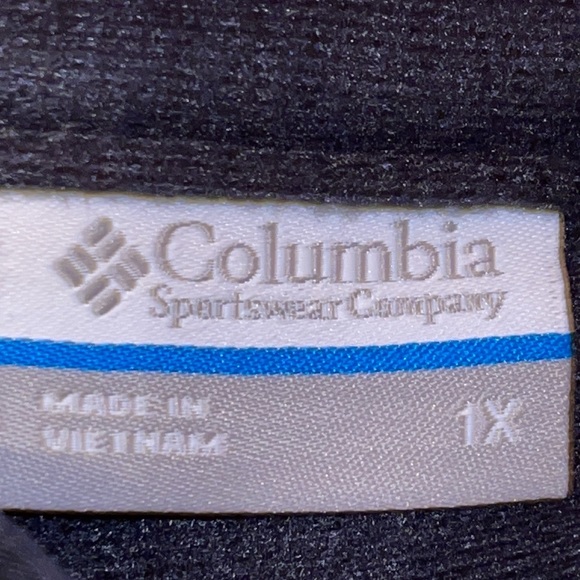 Columbia
Sportswear Company
MADE IN
VIETNAM
1X